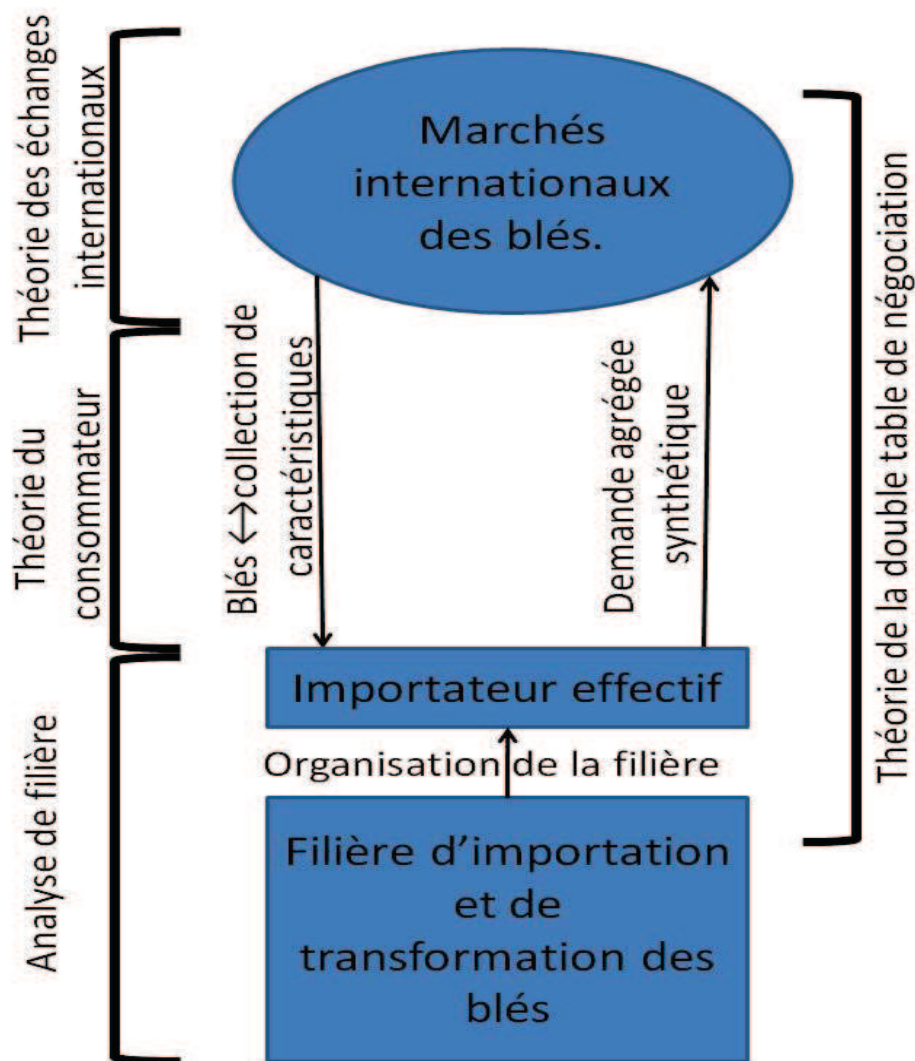 Théorie des échanges
internationaux
Marchés
internationaux
des blés.
Théorie du
consommateur
Blés ↔collection de
caractéristiques
Demande agrégée
synthétique
Théorie de la double table de négociation
Analyse de filière
Importateur effectif
Organisation de la filière
Filière d’importation
et de
transformation des
blés